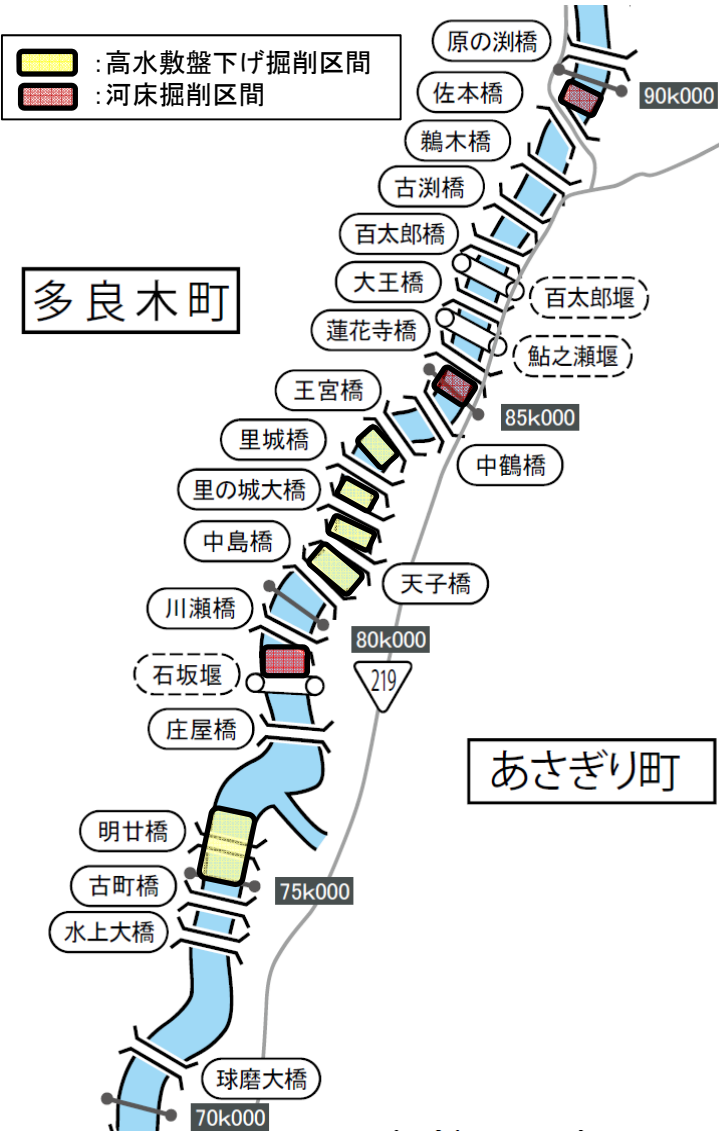 :高水敷盤下げ掘削区間
:河床掘削区間
原の渕橋
佐本橋
90k000
鵜木橋
古渕橋
百太郎橋
大王橋
百太郎堰
蓮花寺橋
鮎之瀬堰
多良木町
王宮橋
85k000
里城橋
中鶴橋
里の城大橋
中島橋
天子橋
川瀬橋
80k000
石坂堰
219
庄屋橋
あさぎり町
明廿橋
古町橋
75k000
水上大橋
球磨大橋
70k000